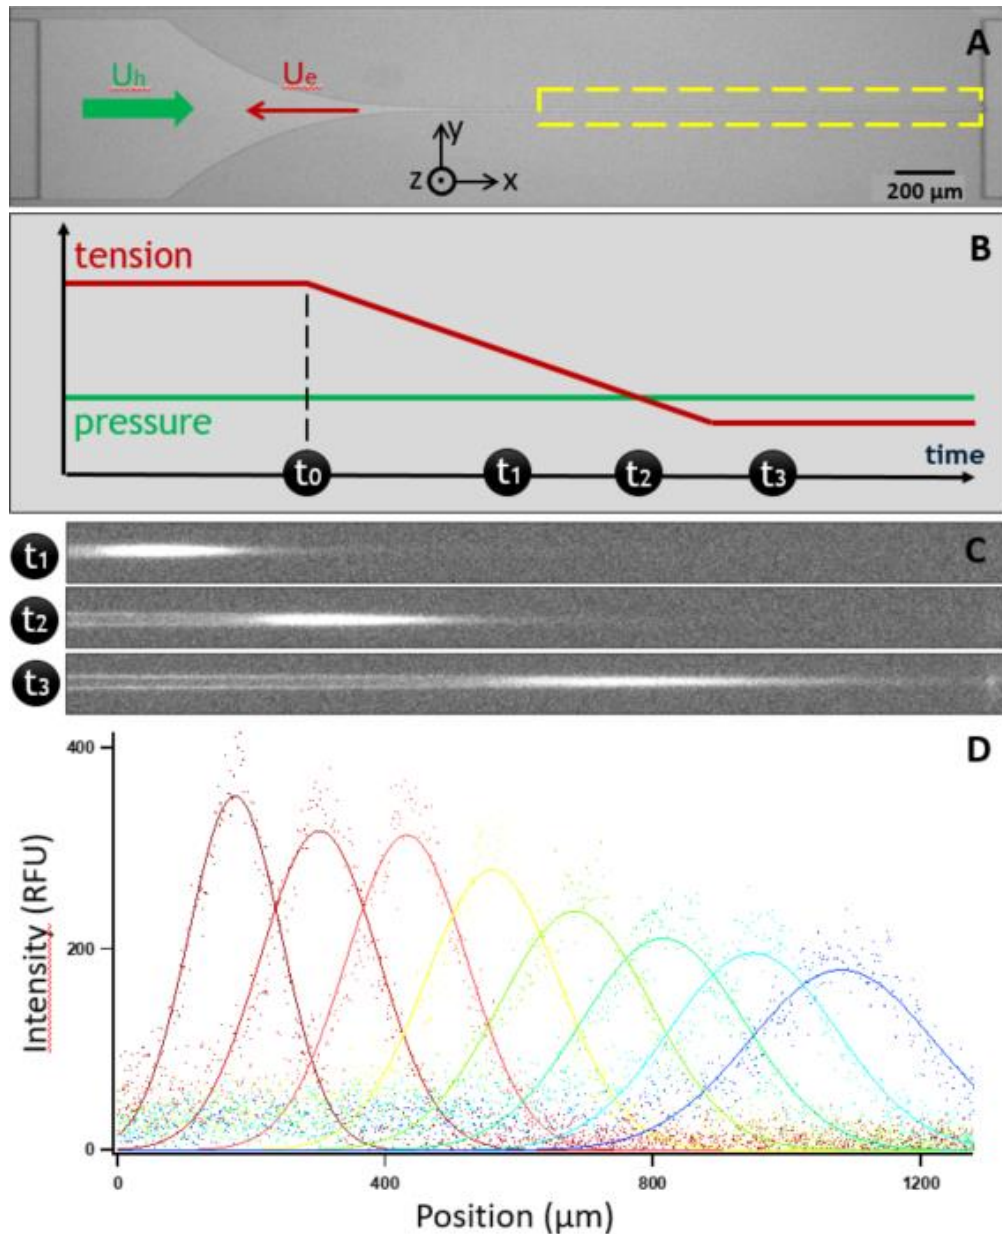 A
Uh
Ue
y
z
x
200 µm
B
tension
pressure
time
t0
t1
t2
t3
t1
C
t2
t3
D
400
200
0
Intensity (RFU)
0
400
800
1200
Position (µm)